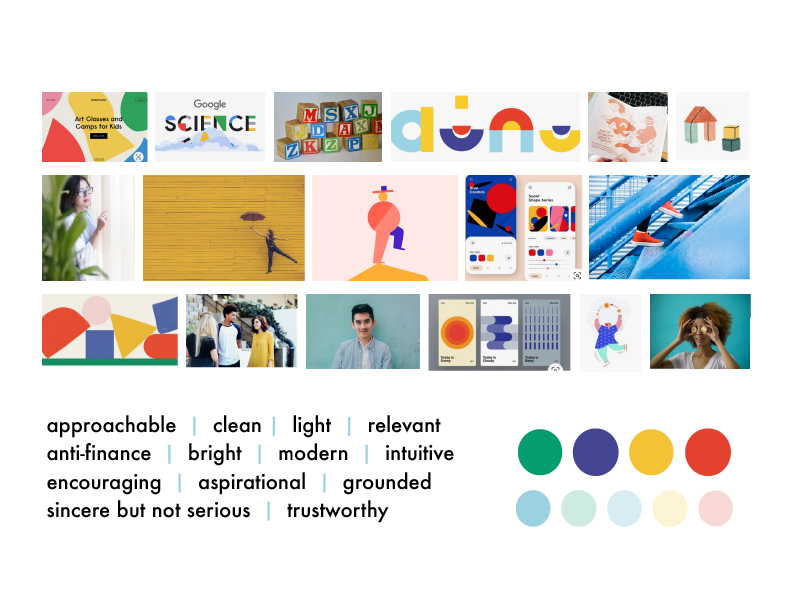 Art Classes and
Camps for Kids
Google
SCIENCE
M S X J
J D A X
K Z Z P
Super
Shape Series
Today is
Sunny
Today is
Cloudy
Today is
Rainy
approachable | clean | light | relevant
anti-finance | bright | modern | intuitive
encouraging | aspirational | grounded
sincere but not serious | trustworthy